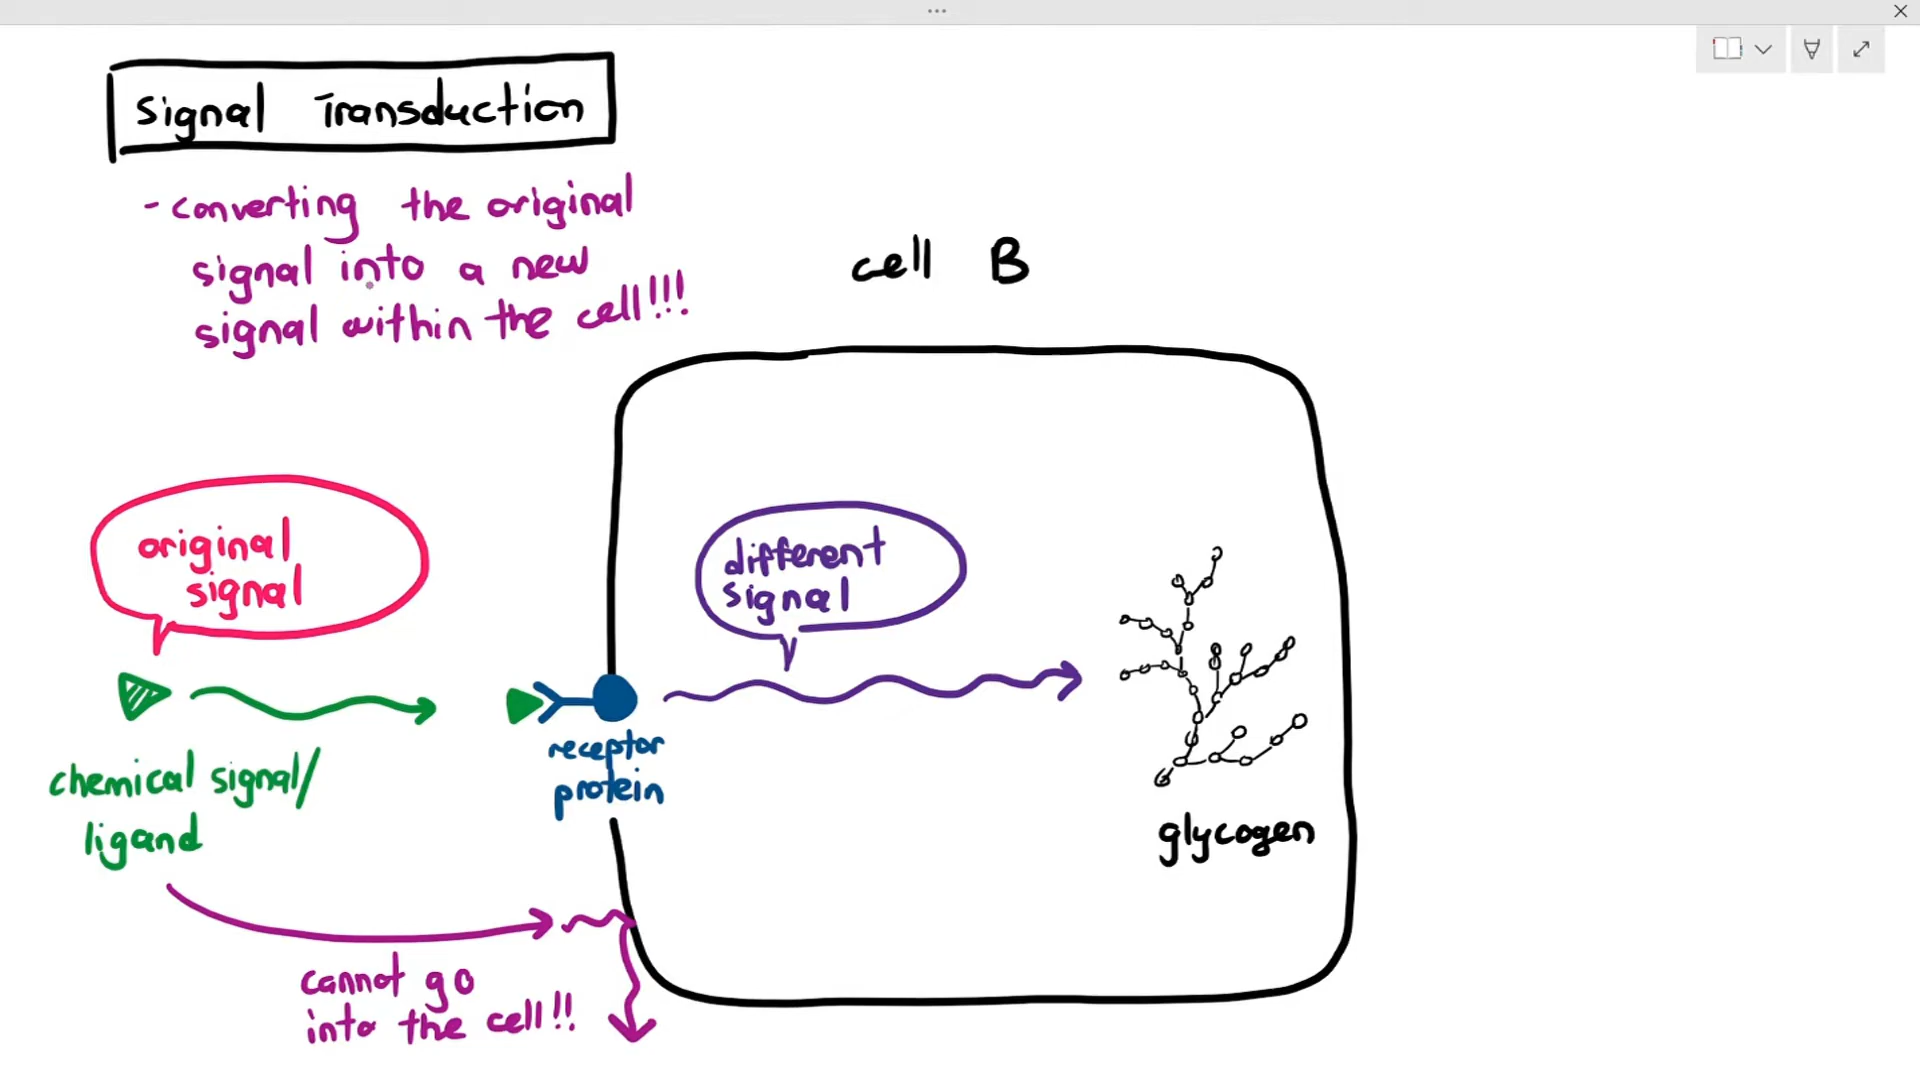 Signal Transduction
- converting the original
signal into a new
signal within the cell!!!
cell B
original
signal
different
signal
receptor
protein
chemical signal/
ligand
glycogen
cannot go
into the cell!!